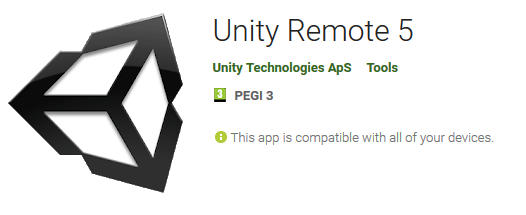 Unity Remote 5
Unity Technologies ApS Tools
3 PEGI 3
This app is compatible with all of your devices.